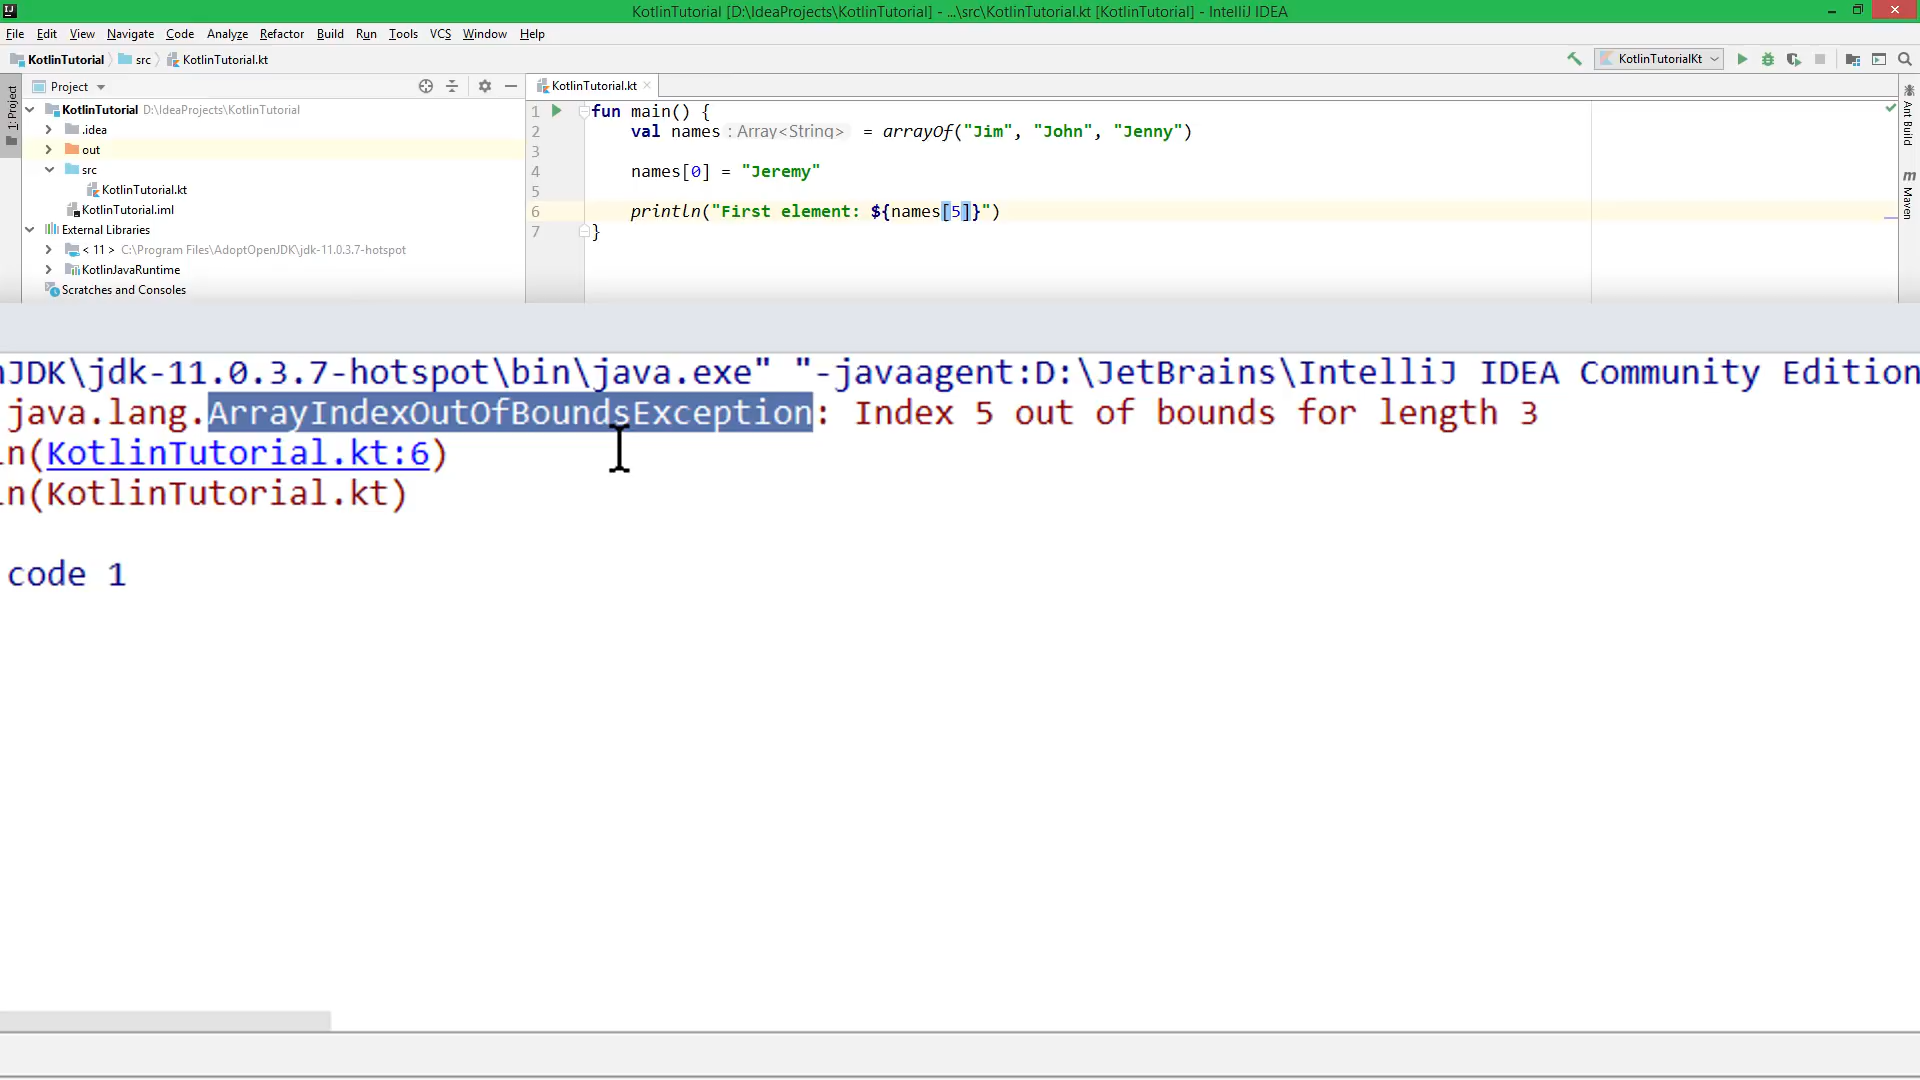 KotlinTutorial [D:\IdeaProjects\KotlinTutorial] - ...\src\KotlinTutorial.kt [KotlinTutorial] - IntelliJ IDEA
File Edit View Navigate Code Analyze Refactor Build Run Tools VCS Window Help
KotlinTutorial src KotlinTutorial.kt
KotlinTutorialKt
1: Project
Project
KotlinTutorial D:\IdeaProjects\KotlinTutorial
.idea
out
src
KotlinTutorial.kt
KotlinTutorial.iml
External Libraries
< 11 > C:\Program Files\AdoptOpenJDK\jdk-11.0.3.7-hotspot
KotlinJavaRuntime
Scratches and Consoles
KotlinTutorial.kt
1 fun main() {
2 val names : Array<String> = arrayOf("Jim", "John", "Jenny")
3
4 names[0] = "Jeremy"
5
6 println("First element: ${names[5]}")
7 }
Ant Build
m Maven
nJDK\jdk-11.0.3.7-hotspot\bin\java.exe" "-javaagent:D:\JetBrains\IntelliJ IDEA Community Edition
java.lang.ArrayIndexOutOfBoundsException: Index 5 out of bounds for length 3
in(KotlinTutorial.kt:6)
in(KotlinTutorial.kt)
code 1